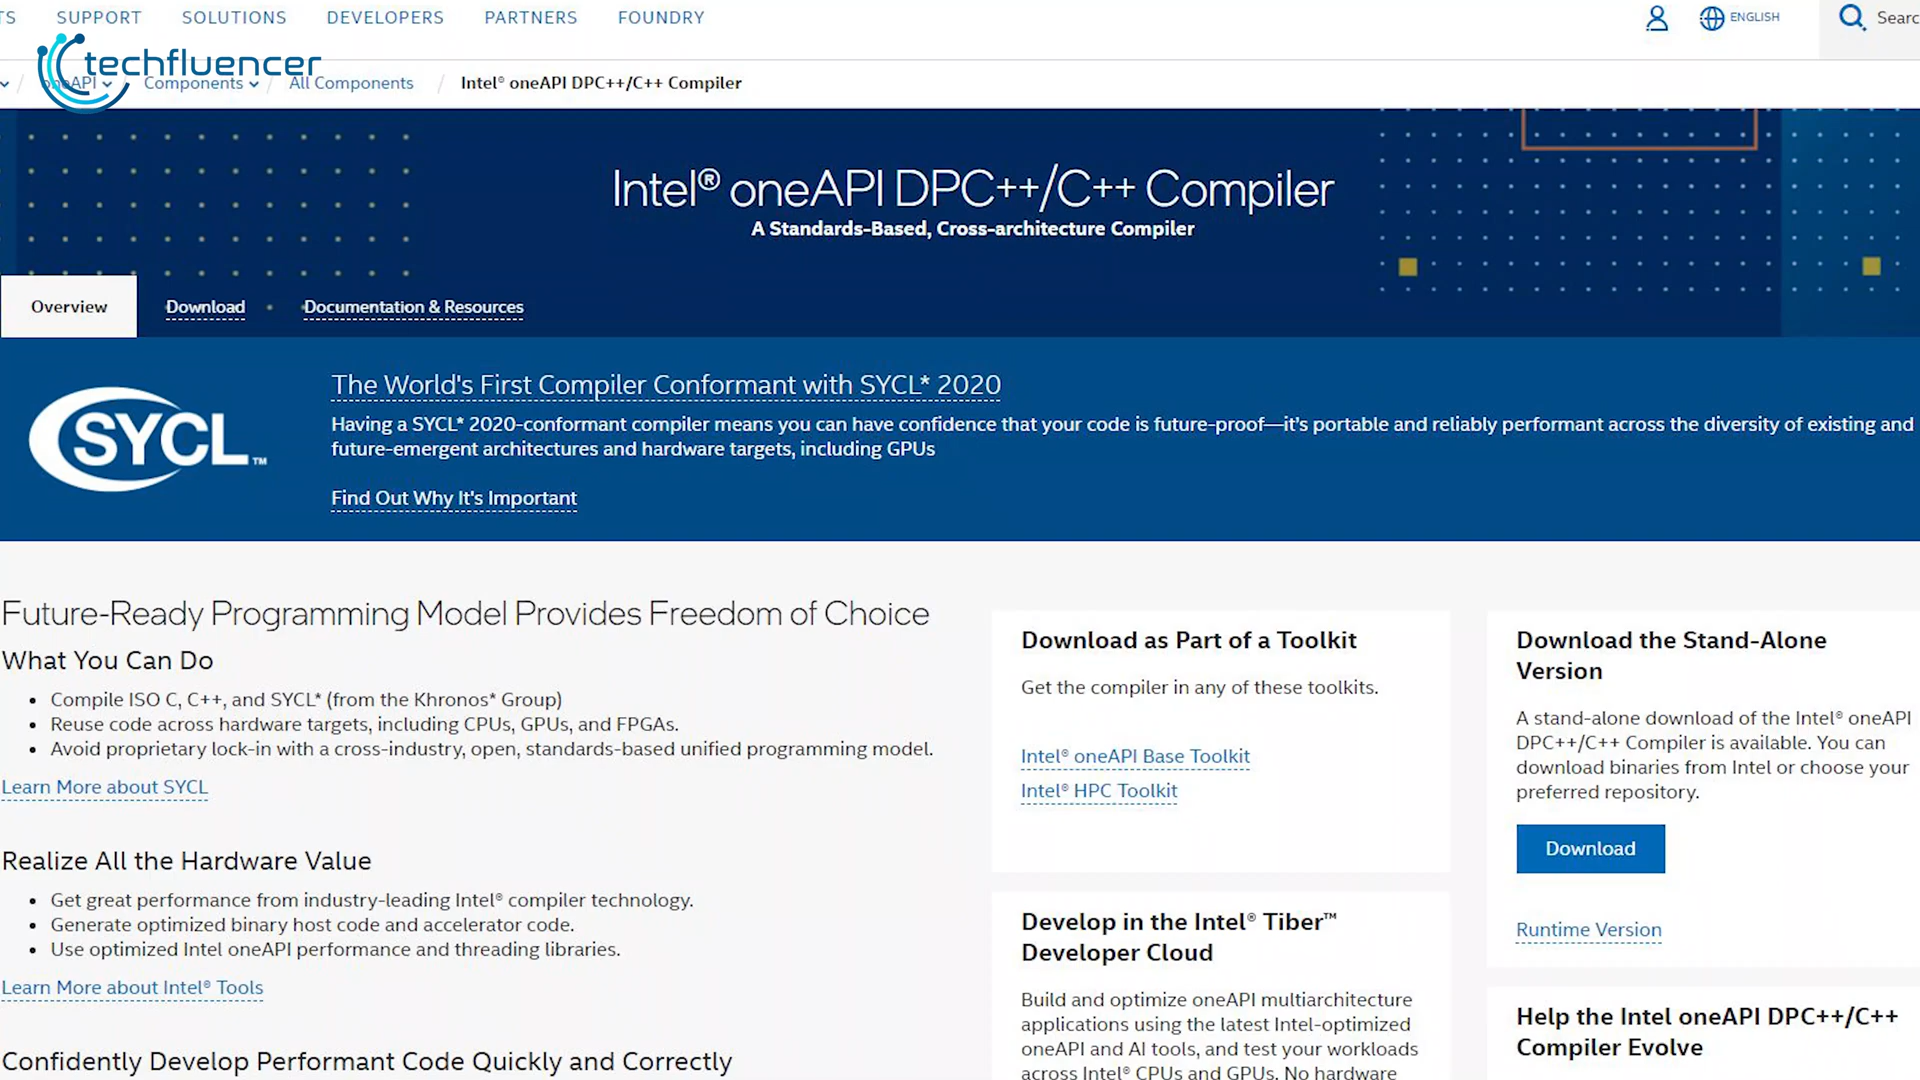 TS SUPPORT SOLUTIONS DEVELOPERS PARTNERS FOUNDRY ENGLISH Searc
techfluencer
/ oneAPI / Components / All Components / Intel® oneAPI DPC++/C++ Compiler
Intel® oneAPI DPC++/C++ Compiler
A Standards-Based, Cross-architecture Compiler
Overview Download Documentation & Resources
SYCL™
The World's First Compiler Conformant with SYCL* 2020
Having a SYCL* 2020-conformant compiler means you can have confidence that your code is future-proof—it's portable and reliably performant across the diversity of existing and
future-emergent architectures and hardware targets, including GPUs
Find Out Why It's Important
Future-Ready Programming Model Provides Freedom of Choice
What You Can Do
• Compile ISO C, C++, and SYCL* (from the Khronos* Group)
• Reuse code across hardware targets, including CPUs, GPUs, and FPGAs.
• Avoid proprietary lock-in with a cross-industry, open, standards-based unified programming model.
Learn More about SYCL
Realize All the Hardware Value
• Get great performance from industry-leading Intel® compiler technology.
• Generate optimized binary host code and accelerator code.
• Use optimized Intel oneAPI performance and threading libraries.
Learn More about Intel® Tools
Confidently Develop Performant Code Quickly and Correctly
Download as Part of a Toolkit
Get the compiler in any of these toolkits.
Intel® oneAPI Base Toolkit
Intel® HPC Toolkit
Develop in the Intel® Tiber™
Developer Cloud
Build and optimize oneAPI multiarchitecture
applications using the latest Intel-optimized
oneAPI and AI tools, and test your workloads
across Intel® CPUs and GPUs. No hardware
Download the Stand-Alone
Version
A stand-alone download of the Intel® oneAPI
DPC++/C++ Compiler is available. You can
download binaries from Intel or choose your
preferred repository.
Download
Runtime Version
Help the Intel oneAPI DPC++/C++
Compiler Evolve